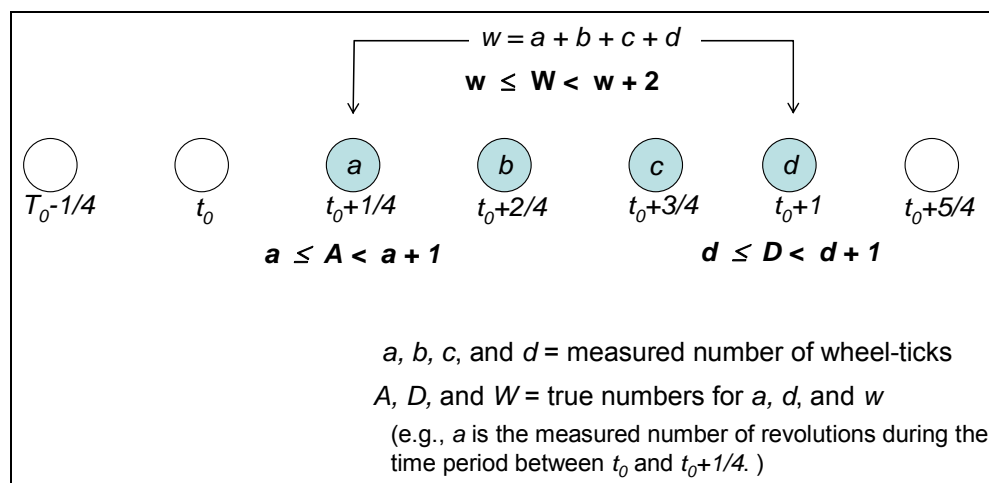 w = a + b + c + d
w ≤ W < w + 2
a b c d
T₀-1/4 t₀ t₀+1/4 t₀+2/4 t₀+3/4 t₀+1 t₀+5/4
a ≤ A < a + 1 d ≤ D < d + 1
a, b, c, and d = measured number of wheel-ticks
A, D, and W = true numbers for a, d, and w
(e.g., a is the measured number of revolutions during the
time period between t₀ and t₀+1/4. )